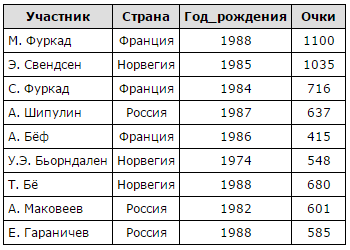 Участник Страна Год_рождения Очки
М. Фуркад Франция 1988 1100
Э. Свендсен Норвегия 1985 1035
С. Фуркад Франция 1984 716
А. Шипулин Россия 1987 637
А. Бёф Франция 1986 415
У.Э. Бьорндален Норвегия 1974 548
Т. Бё Норвегия 1988 680
А. Маковеев Россия 1982 601
Е. Гараничев Россия 1988 585